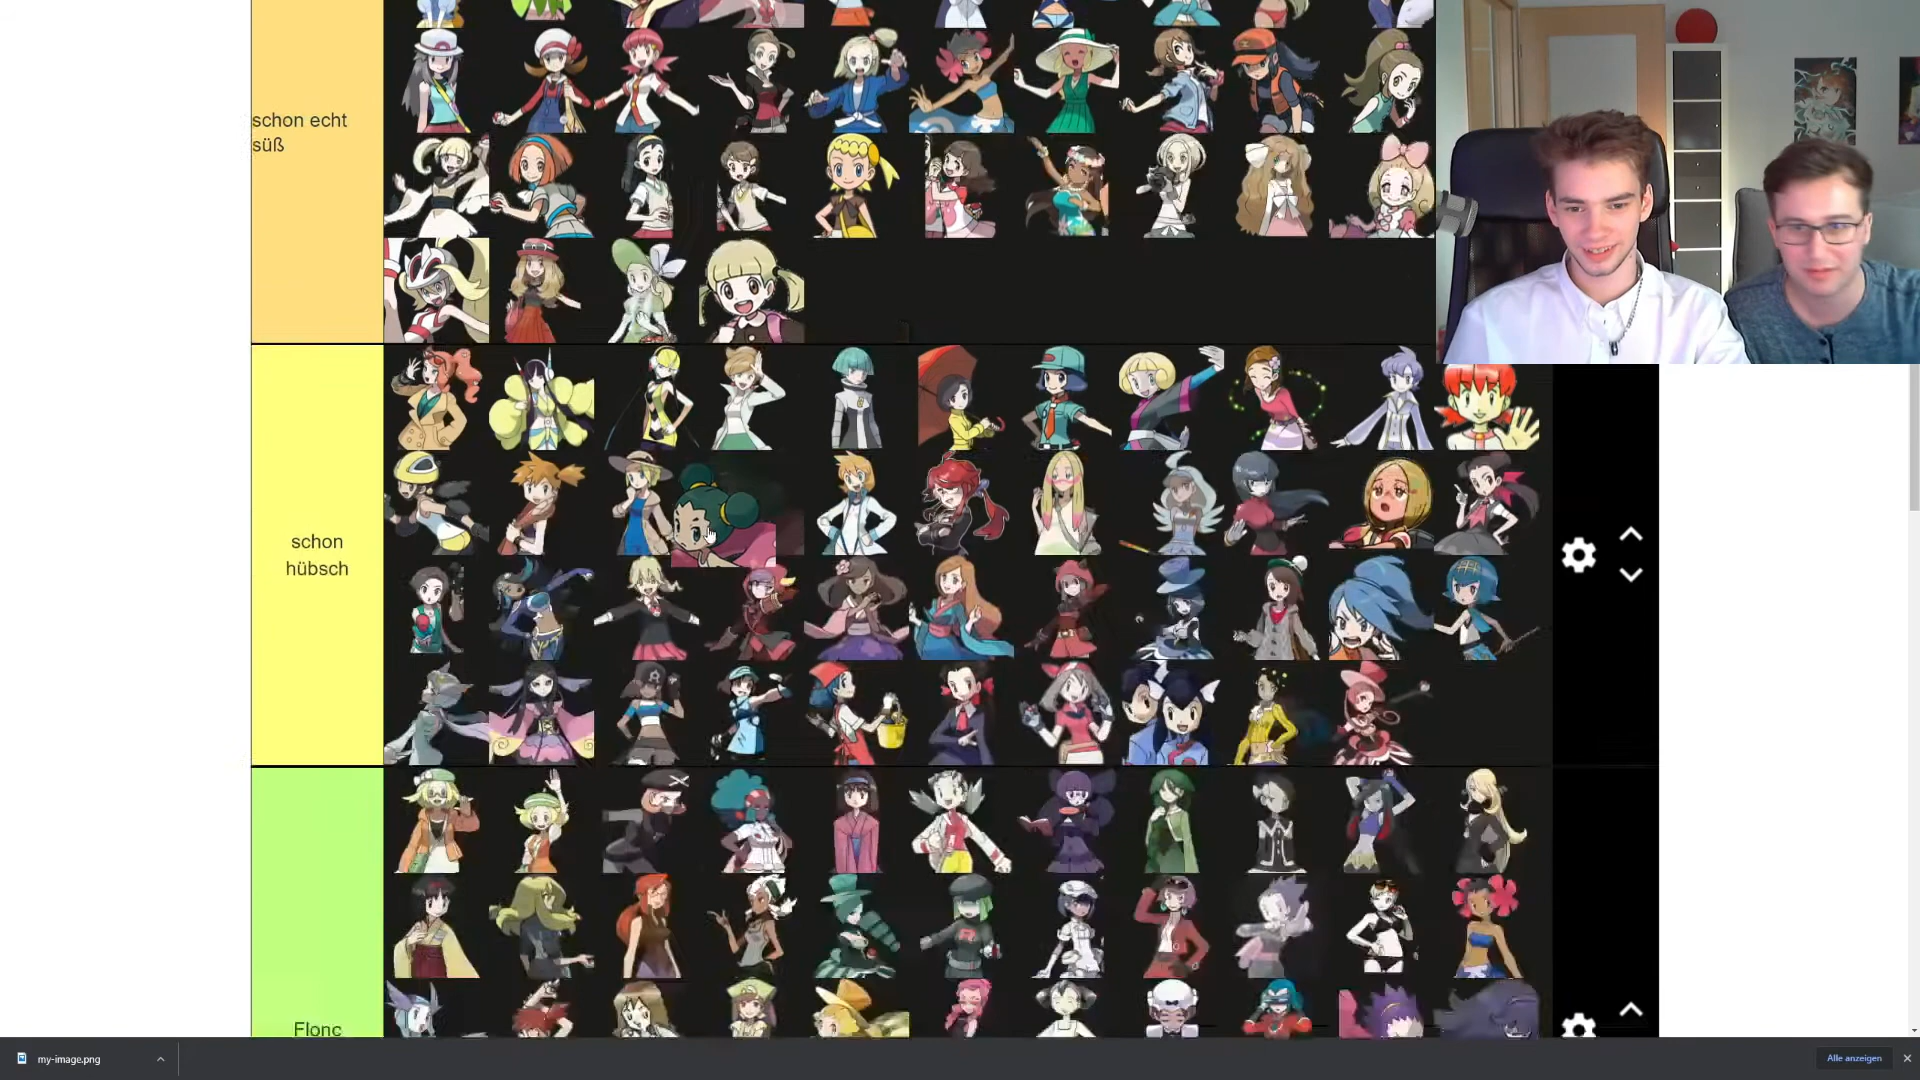 schon echt
süß
schon
hübsch
Flonc
my-image.png
Alle anzeigen